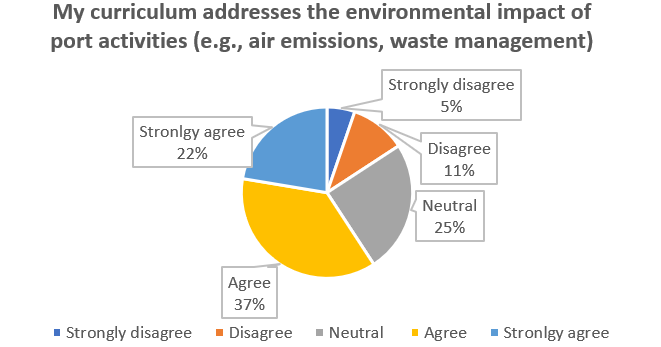 My curriculum addresses the environmental impact of
port activities (e.g., air emissions, waste management)
Strongly disagree
5%
Stronlgy agree
22%
Disagree
11%
Neutral
25%
Agree
37%
Strongly disagree Disagree Neutral Agree Stronlgy agree